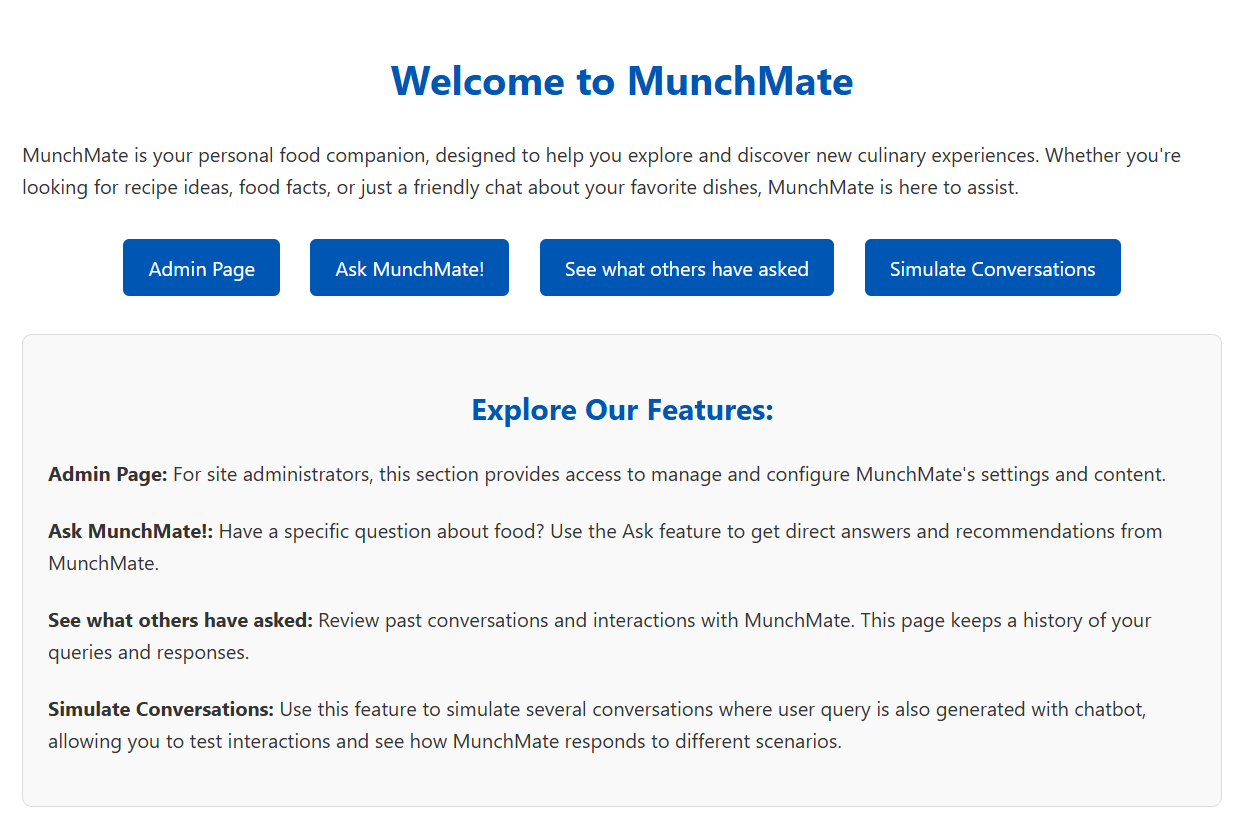 Welcome to MunchMate
MunchMate is your personal food companion, designed to help you explore and discover new culinary experiences. Whether you're
looking for recipe ideas, food facts, or just a friendly chat about your favorite dishes, MunchMate is here to assist.
Admin Page
Ask MunchMate!
See what others have asked
Simulate Conversations
Explore Our Features:
Admin Page: For site administrators, this section provides access to manage and configure MunchMate's settings and content.
Ask MunchMate!: Have a specific question about food? Use the Ask feature to get direct answers and recommendations from
MunchMate.
See what others have asked: Review past conversations and interactions with MunchMate. This page keeps a history of your
queries and responses.
Simulate Conversations: Use this feature to simulate several conversations where user query is also generated with chatbot,
allowing you to test interactions and see how MunchMate responds to different scenarios.